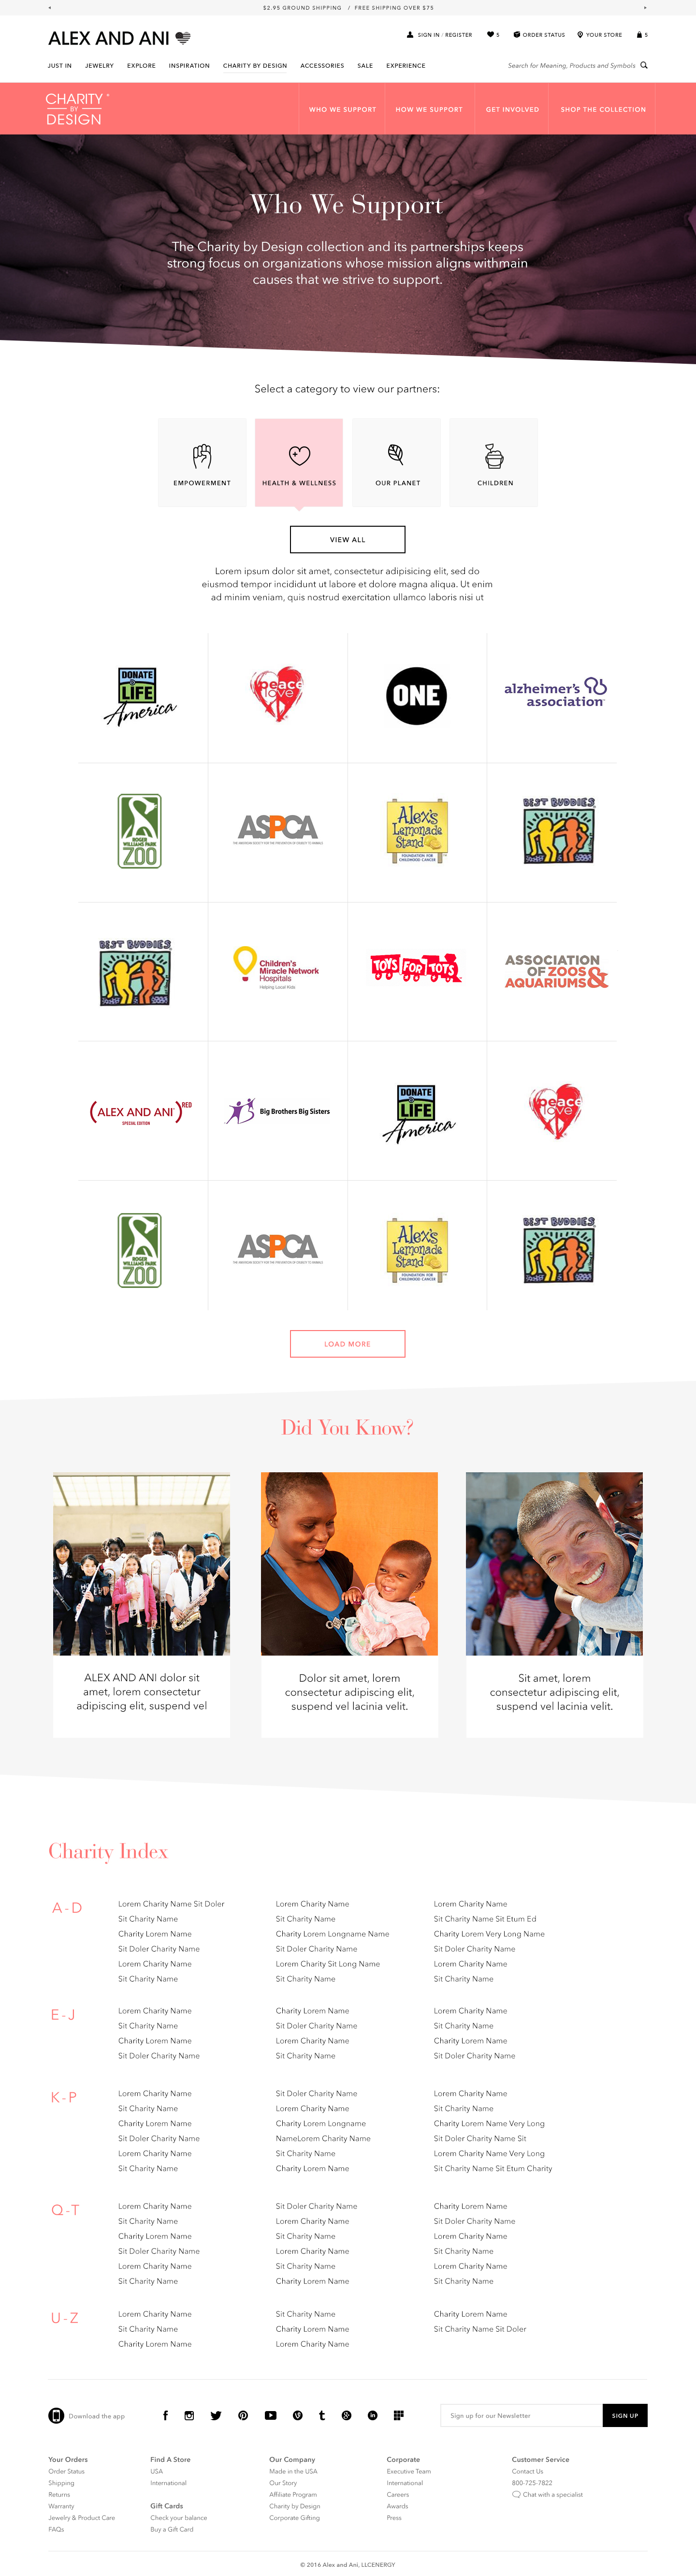 $2.95 GROUND SHIPPING / FREE SHIPPING OVER $75
ALEX AND ANI
SIGN IN / REGISTER
5
ORDER STATUS
YOUR STORE
5
JUST IN
JEWELRY
EXPLORE
INSPIRATION
CHARITY BY DESIGN
ACCESSORIES
SALE
EXPERIENCE
Search for Meaning, Products and Symbols
CHARITY
BY
DESIGN
WHO WE SUPPORT
HOW WE SUPPORT
GET INVOLVED
SHOP THE COLLECTION
Who We Support
The Charity by Design collection and its partnerships keeps
strong focus on organizations whose mission aligns withmain
causes that we strive to support.
Select a category to view our partners:
EMPOWERMENT
HEALTH & WELLNESS
OUR PLANET
CHILDREN
VIEW ALL
Lorem ipsum dolor sit amet, consectetur adipisicing elit, sed do
eiusmod tempor incididunt ut labore et dolore magna aliqua. Ut enim
ad minim veniam, quis nostrud exercitation ullamco laboris nisi ut
DONATE
LIFE
America
peace
love
ONE
alzheimer's
association
ROGER
WILLIAMS PARK
ZOO
ASPCA
THE AMERICAN SOCIETY FOR THE PREVENTION OF CRUELTY TO ANIMALS
Alex's
Lemonade
Stand
FOUNDATION FOR
CHILDHOOD CANCER
BEST BUDDIES
BEST BUDDIES
Children's
Miracle Network
Hospitals
Helping Local Kids
TOYS FOR TOTS
ASSOCIATION
OF ZOOS
AQUARIUMS &
(ALEX AND ANI) RED
SPECIAL EDITION
Big Brothers Big Sisters
DONATE
LIFE
America
peace
love
ROGER
WILLIAMS PARK
ZOO
ASPCA
THE AMERICAN SOCIETY FOR THE PREVENTION OF CRUELTY TO ANIMALS
Alex's
Lemonade
Stand
FOUNDATION FOR
CHILDHOOD CANCER
BEST BUDDIES
LOAD MORE
Did You Know?
ALEX AND ANI dolor sit
amet, lorem consectetur
adipiscing elit, suspend vel
Dolor sit amet, lorem
consectetur adipiscing elit,
suspend vel lacinia velit.
Sit amet, lorem
consectetur adipiscing elit,
suspend vel lacinia velit.
Charity Index
A - D
Lorem Charity Name Sit Doler
Sit Charity Name
Charity Lorem Name
Sit Doler Charity Name
Lorem Charity Name
Sit Charity Name
Lorem Charity Name
Sit Charity Name
Charity Lorem Longname Name
Sit Doler Charity Name
Lorem Charity Sit Long Name
Sit Charity Name
Lorem Charity Name
Sit Charity Name Sit Etum Ed
Charity Lorem Very Long Name
Sit Doler Charity Name
Lorem Charity Name
Sit Charity Name
E - J
Lorem Charity Name
Sit Charity Name
Charity Lorem Name
Sit Doler Charity Name
Charity Lorem Name
Sit Doler Charity Name
Lorem Charity Name
Sit Charity Name
Lorem Charity Name
Sit Charity Name
Charity Lorem Name
Sit Doler Charity Name
K - P
Lorem Charity Name
Sit Charity Name
Charity Lorem Name
Sit Doler Charity Name
Lorem Charity Name
Sit Charity Name
Sit Doler Charity Name
Lorem Charity Name
Charity Lorem Longname
NameLorem Charity Name
Sit Charity Name
Charity Lorem Name
Lorem Charity Name
Sit Charity Name
Charity Lorem Name Very Long
Sit Doler Charity Name Sit
Lorem Charity Name Very Long
Sit Charity Name Sit Etum Charity
Q - T
Lorem Charity Name
Sit Charity Name
Charity Lorem Name
Sit Doler Charity Name
Lorem Charity Name
Sit Charity Name
Sit Doler Charity Name
Lorem Charity Name
Sit Charity Name
Lorem Charity Name
Sit Charity Name
Charity Lorem Name
Charity Lorem Name
Sit Doler Charity Name
Lorem Charity Name
Sit Charity Name
Lorem Charity Name
Sit Charity Name
U - Z
Lorem Charity Name
Sit Charity Name
Charity Lorem Name
Sit Charity Name
Charity Lorem Name
Lorem Charity Name
Charity Lorem Name
Sit Charity Name Sit Doler
Download the app
Sign up for our Newsletter
SIGN UP
Your Orders
Order Status
Shipping
Returns
Warranty
Jewelry & Product Care
FAQs
Find A Store
USA
International
Gift Cards
Check your balance
Buy a Gift Card
Our Company
Made in the USA
Our Story
Affiliate Program
Charity by Design
Corporate Gifting
Corporate
Executive Team
International
Careers
Awards
Press
Customer Service
Contact Us
800-725-7822
Chat with a specialist
© 2016 Alex and Ani, LLCENERGY